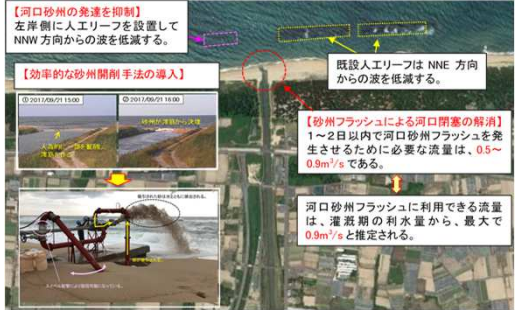 【河口砂州の発達を抑制】
左岸側に人工リーフを設置して
NNW方向からの波を低減する。
既設人工リーフは NNE 方向
からの波を低減する。
【効率的な砂州開削手法の導入】
2017/09/21 15:00
2017/09/21 16:00
【砂州フラッシュによる河口閉塞の解消】
1～2日以内で河口砂州フラッシュを発
生させるために必要な流量は、0.5～
0.9m³/s である。
河口砂州フラッシュに利用できる流量
は、灌漑期の利水量から、最大で
0.9m³/s と推定される。